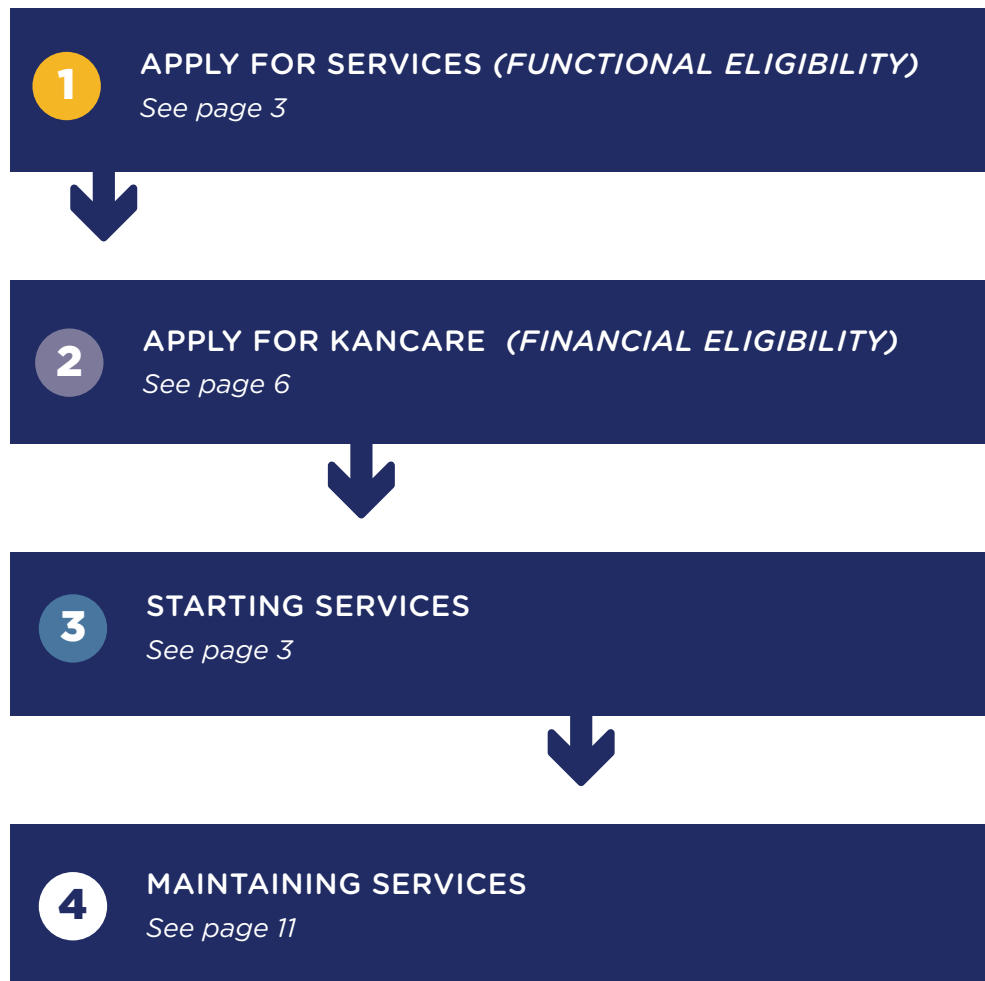 1
APPLY FOR SERVICES (FUNCTIONAL ELIGIBILITY)
See page 3
2
APPLY FOR KANCARE (FINANCIAL ELIGIBILITY)
See page 6
3
STARTING SERVICES
See page 3
4
MAINTAINING SERVICES
See page 11